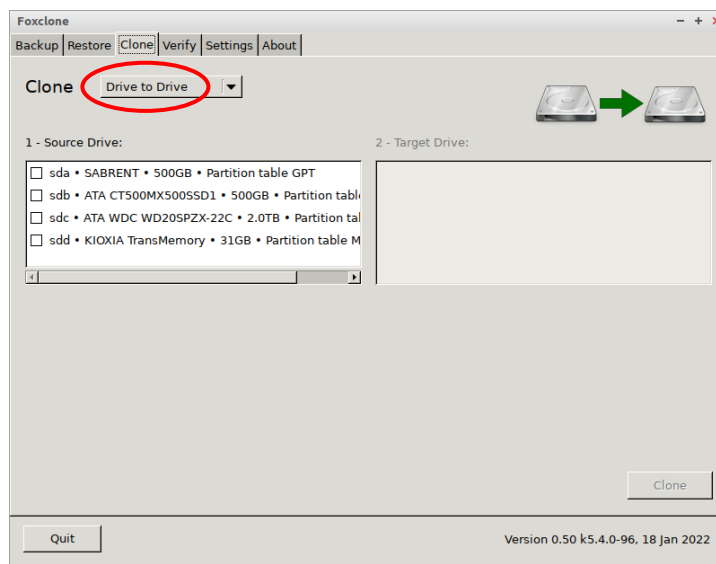 Foxclone
Backup Restore Clone Verify Settings About
Clone Drive to Drive
1 - Source Drive: 2 - Target Drive:
sda • SABRENT • 500GB • Partition table GPT
sdb • ATA CT500MX500SSD1 • 500GB • Partition tabl
sdc • ATA WDC WD20SPZX-22C • 2.0TB • Partition tal
sdd • KIOXIA TransMemory • 31GB • Partition table M
Clone
Quit Version 0.50 k5.4.0-96, 18 Jan 2022